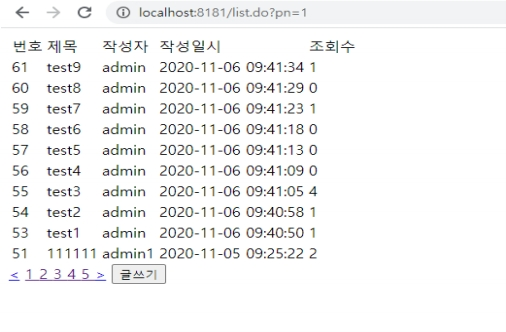 localhost:8181/list.do?pn=1
번호 제목 작성자 작성일시 조회수
61 test9 admin 2020-11-06 09:41:34 1
60 test8 admin 2020-11-06 09:41:29 0
59 test7 admin 2020-11-06 09:41:23 1
58 test6 admin 2020-11-06 09:41:18 0
57 test5 admin 2020-11-06 09:41:13 0
56 test4 admin 2020-11-06 09:41:09 0
55 test3 admin 2020-11-06 09:41:05 4
54 test2 admin 2020-11-06 09:40:58 1
53 test1 admin 2020-11-06 09:40:50 1
51 111111 admin1 2020-11-05 09:25:22 2
< 1 2 3 4 5 > 글쓰기